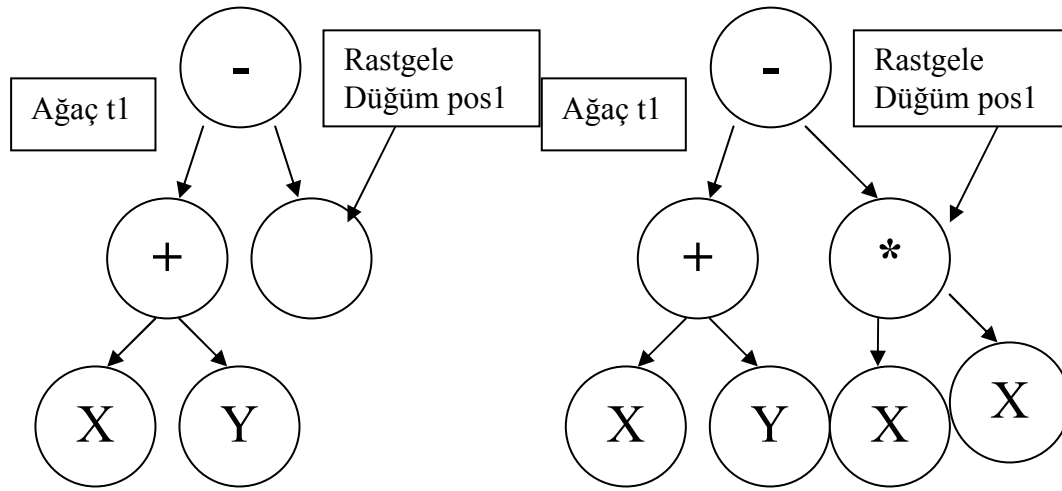 -
Rastgele
Düğüm pos1
Ağaç t1
+
X
Y
-
Rastgele
Düğüm pos1
Ağaç t1
+
*
X
Y
X
X